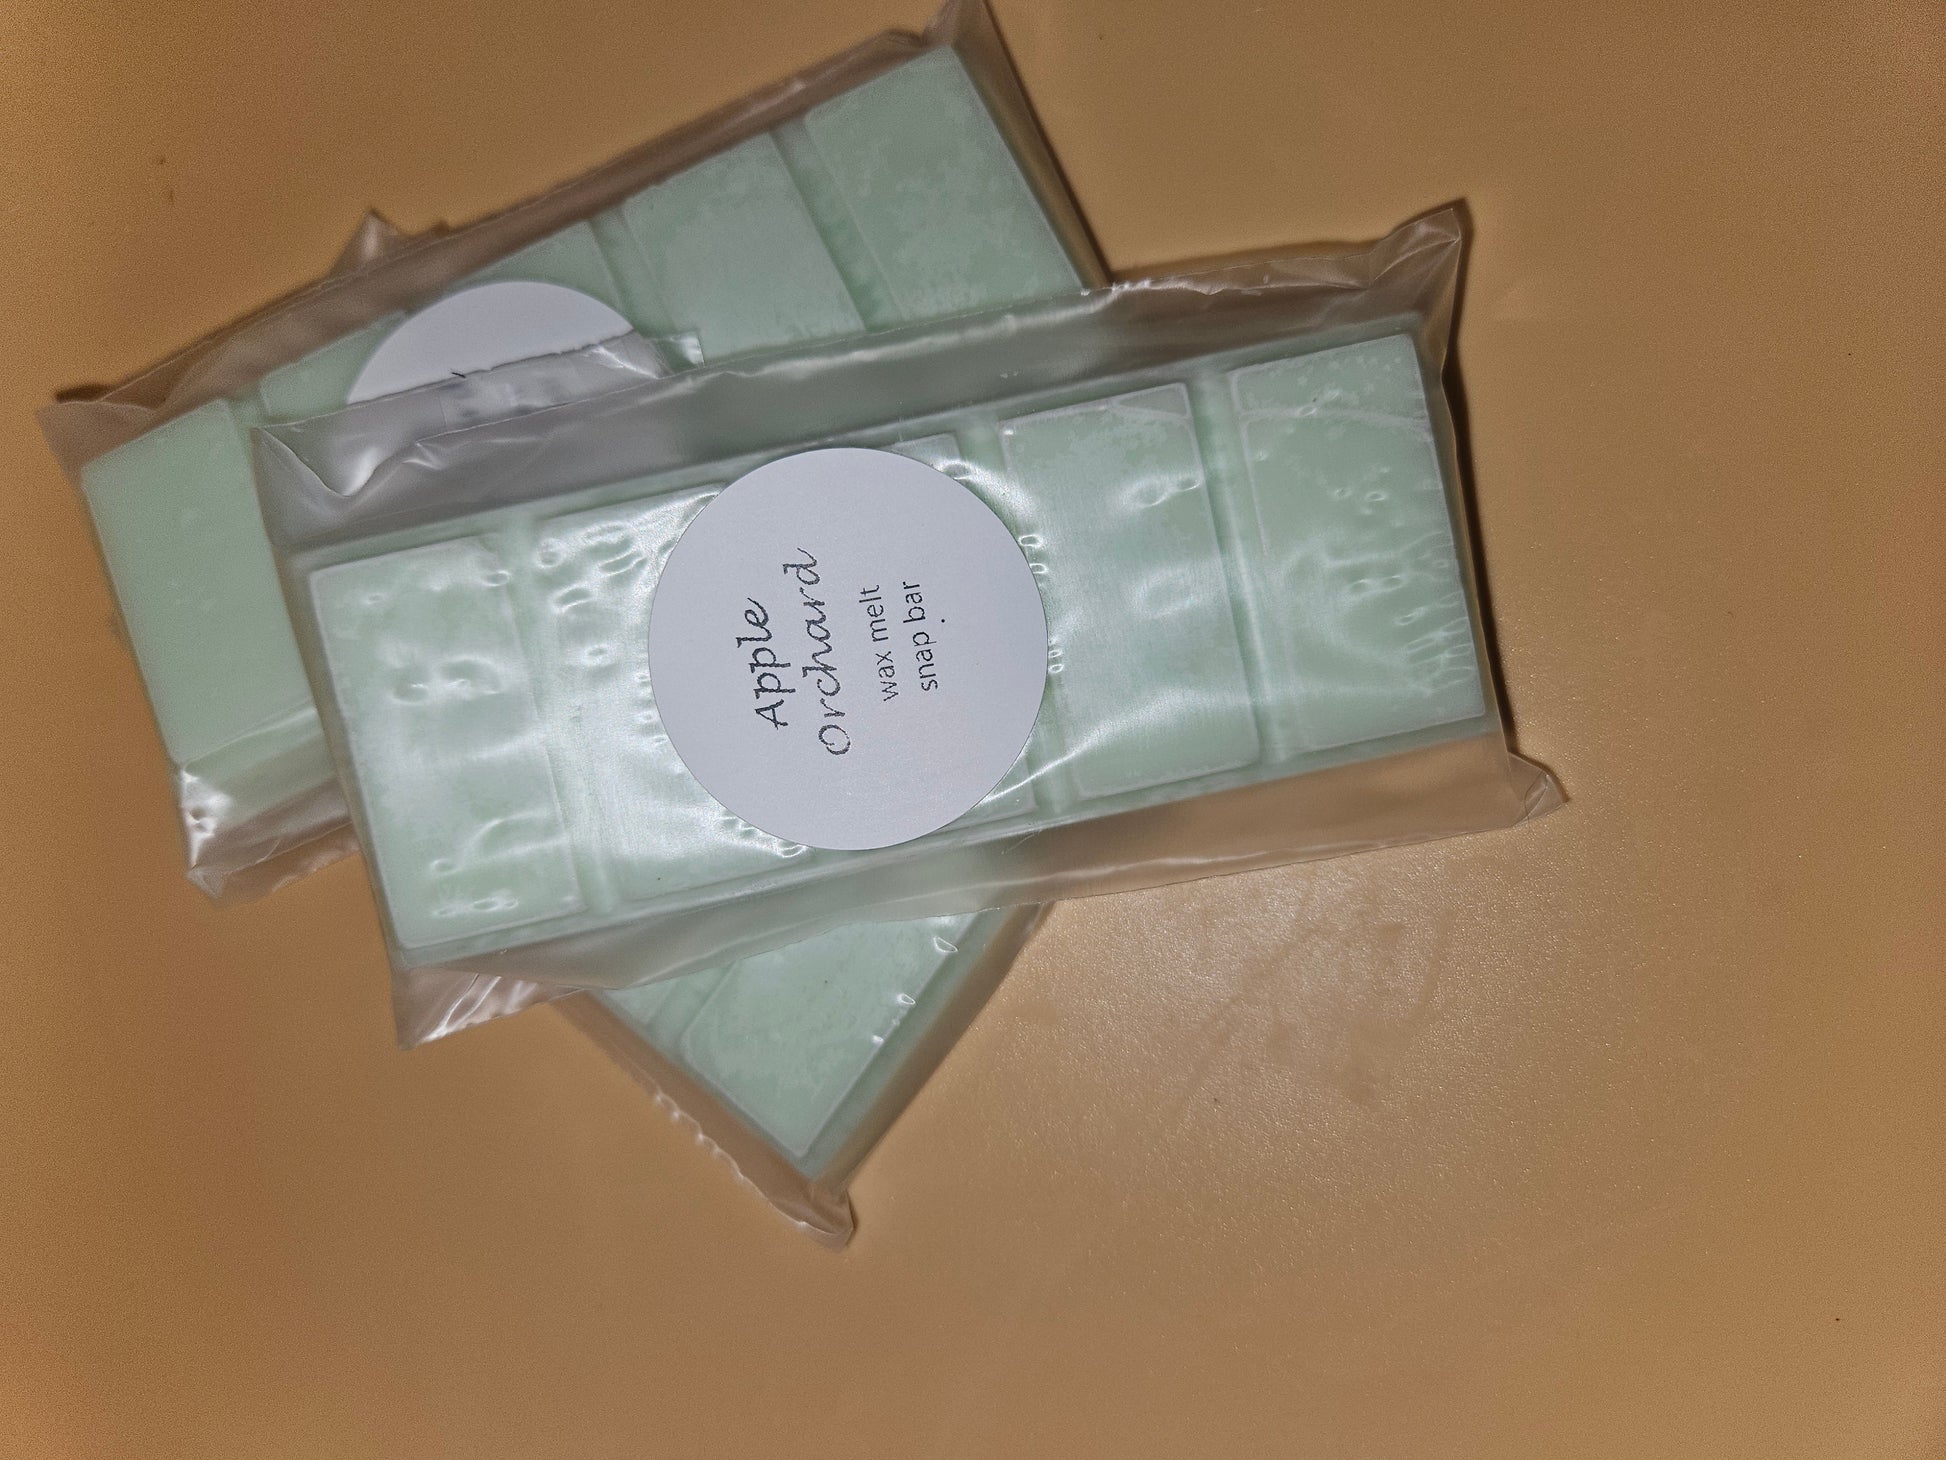 Apple
Orchard
wax melt
snap bar